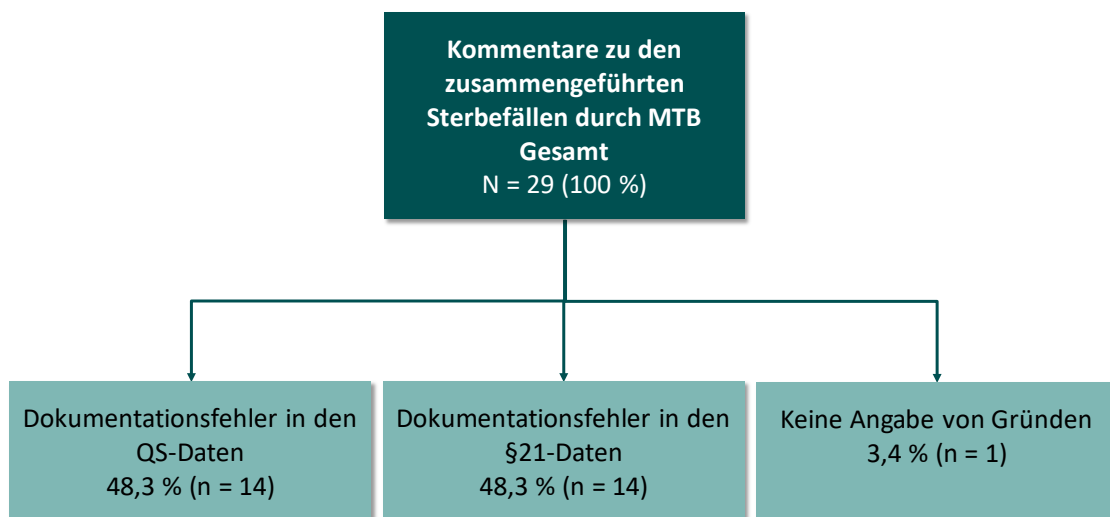 Kommentare zu den
zusammengeführten
Sterbefällen durch MTB
Gesamt
N = 29 (100 %)
Dokumentationsfehler in den
QS-Daten
48,3 % (n = 14)
Dokumentationsfehler in den
§21-Daten
48,3 % (n = 14)
Keine Angabe von Gründen
3,4 % (n = 1)